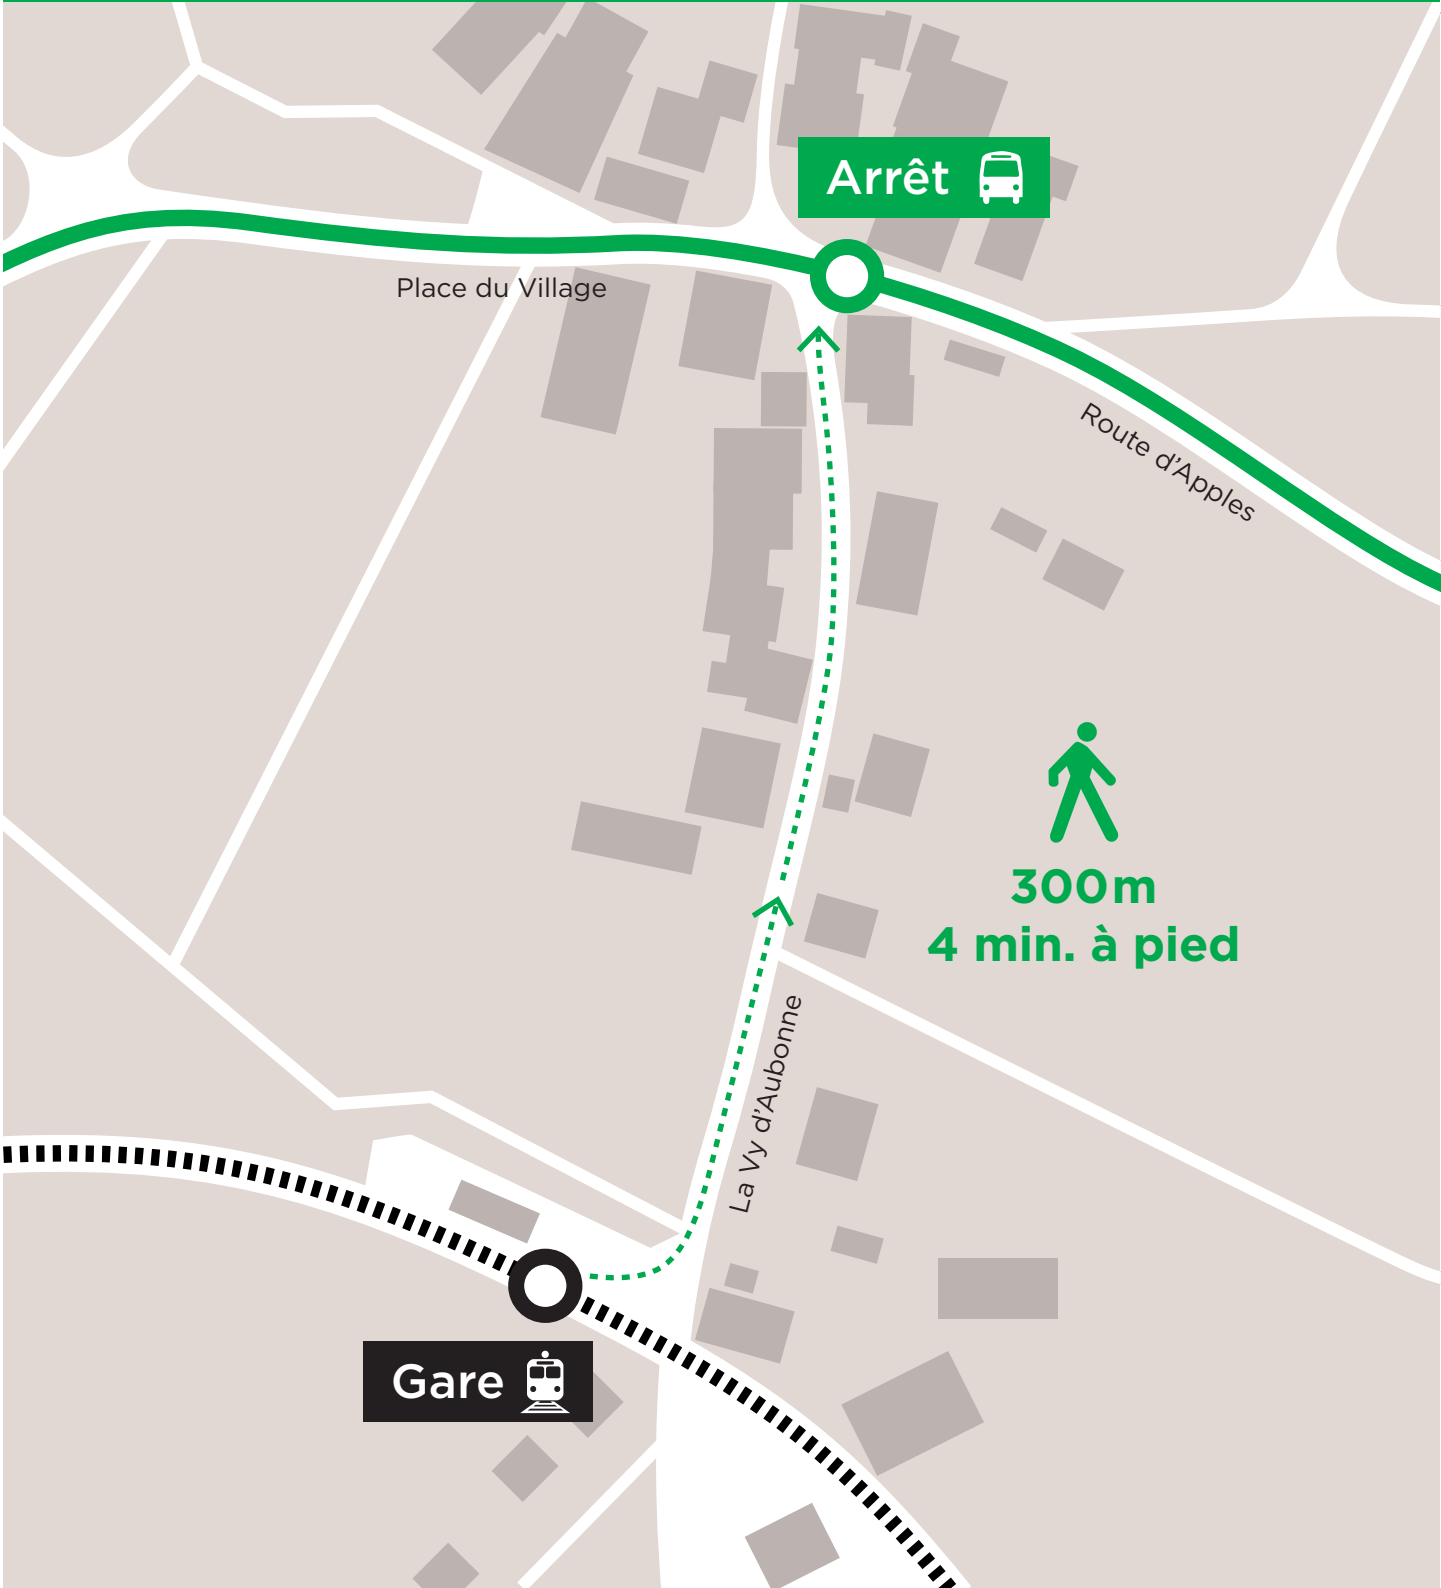 Arrêt
Place du Village
Route d’Apples
300m
4 min. à pied
La Vy d’Aubonne
Gare